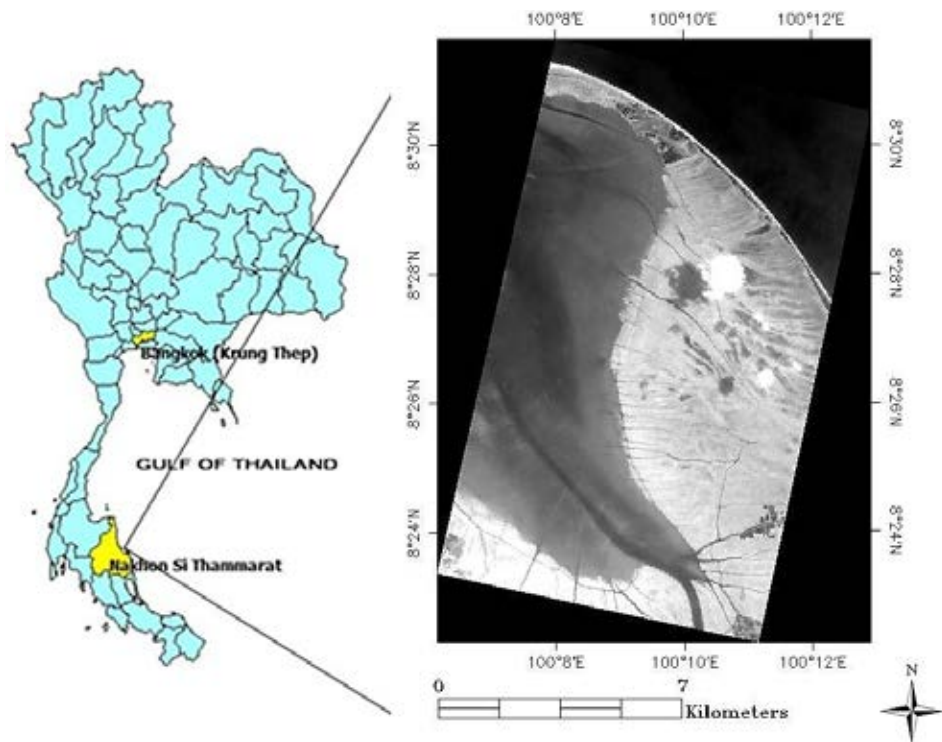 Bangkok (Krung Thep)
GULF OF THAILAND
Nakhon Si Thammarat
100°8'E 100°10'E 100°12'E
8°30'N 8°30'N
8°28'N 8°28'N
8°26'N 8°26'N
8°24'N 8°24'N
100°8'E 100°10'E 100°12'E
0 7
Kilometers
N